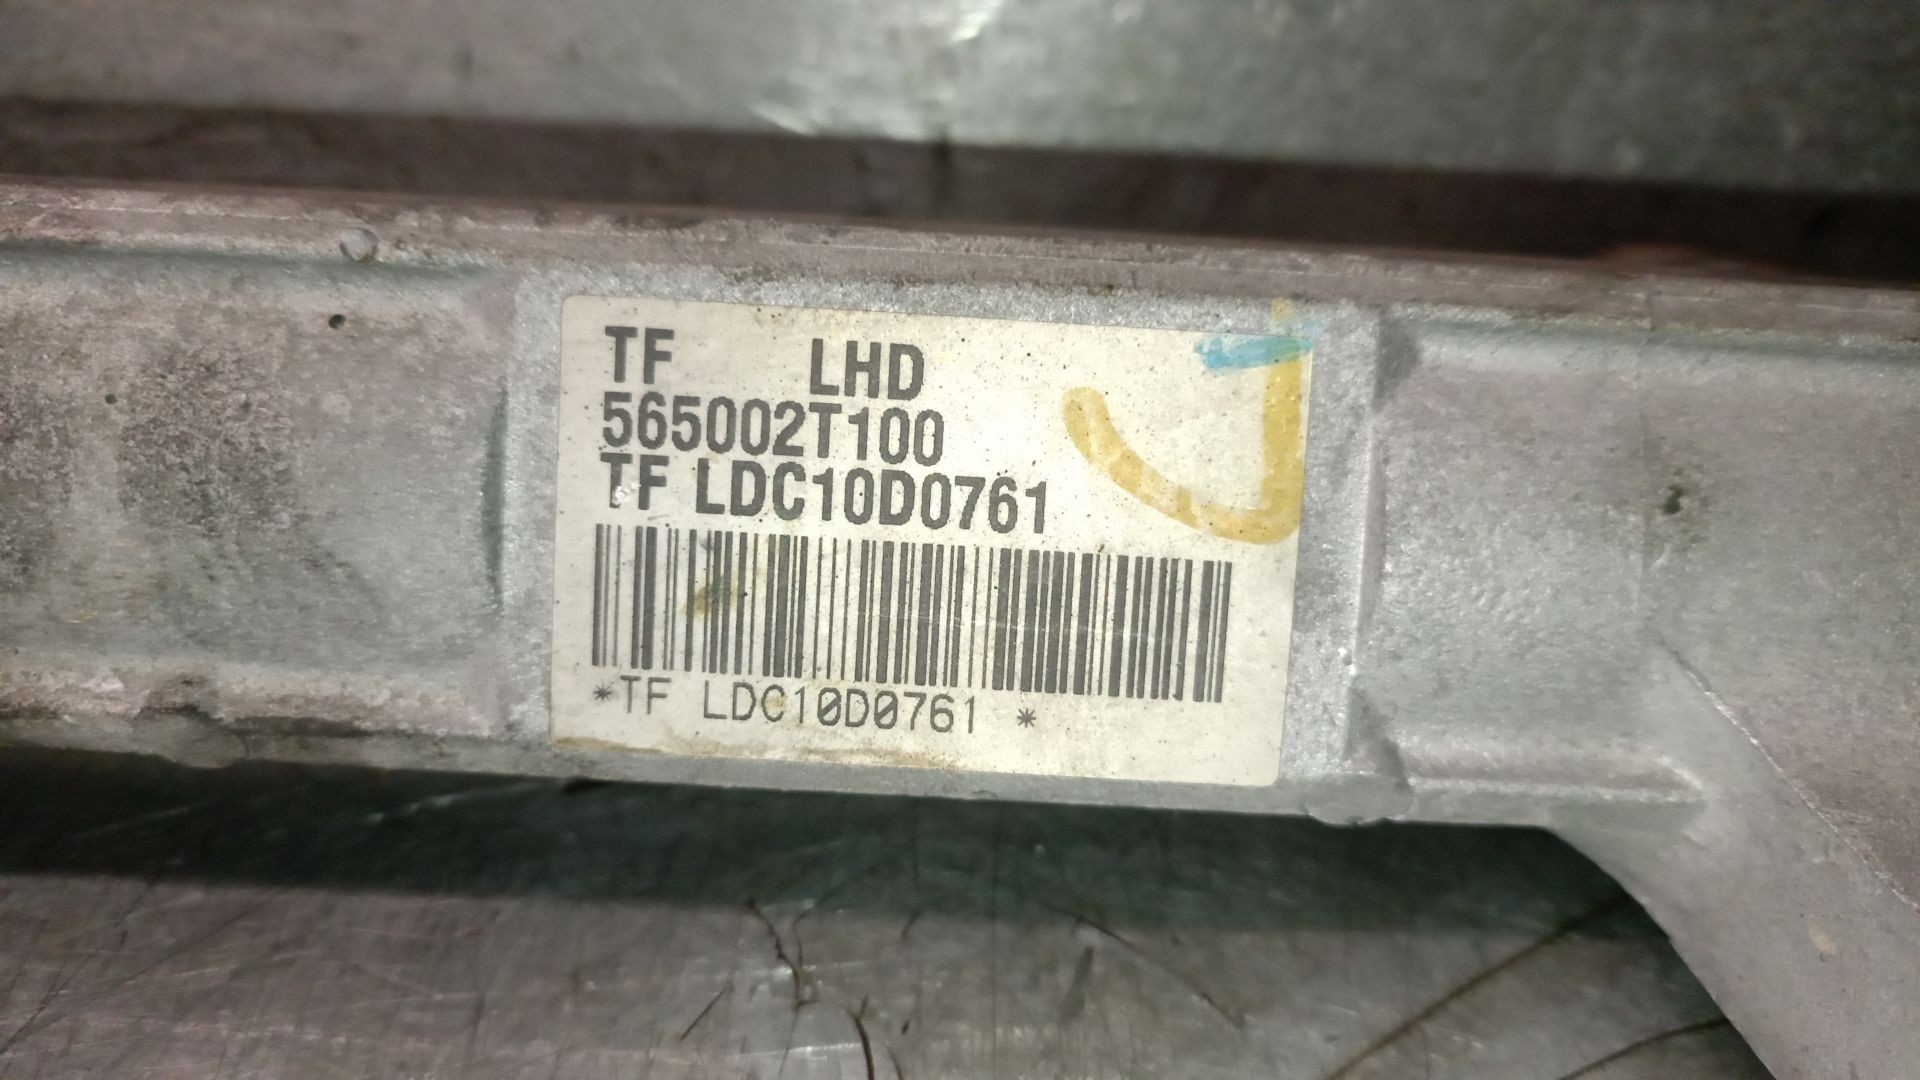 TF LHD
565002T100
TF LDC10D0761
*TF LDC10D0761 *